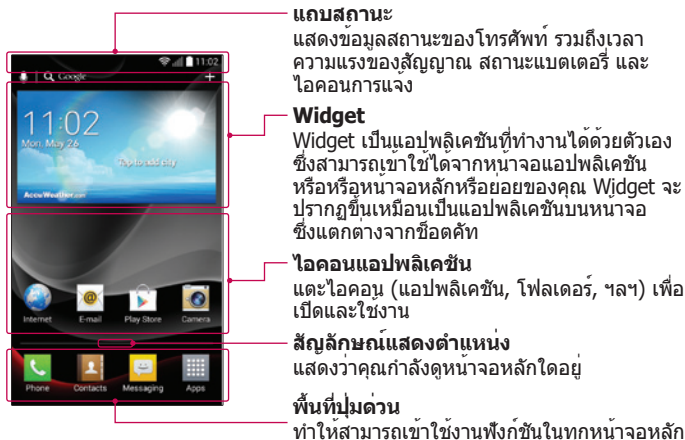 แถบสถานะ
แสดงข้อมูลสถานะของโทรศัพท์ รวมถึงเวลา
ความแรงของสัญญาณ สถานะแบตเตอรี่ และ
ไอคอนการแจ้ง
11:02
Google
Widget
Widget เป็นแอปพลิเคชันที่ทำงานได้ด้วยตัวเอง
ซึ่งสามารถเข้าใช้ได้จากหน้าจอแอปพลิเคชัน
หรือหรือหน้าจอหลักหรือย่อยของคุณ Widget จะ
ปรากฏขึ้นเหมือนเป็นแอปพลิเคชันบนหน้าจอ
ซึ่งแตกต่างจากช็อตคัท
11:02
Mon, May 26
Tap to add city
AccuWeather.com
ไอคอนแอปพลิเคชัน
แตะไอคอน (แอปพลิเคชัน, โฟลเดอร์, ฯลฯ) เพื่อ
เปิดและใช้งาน
Internet E-mail Play Store Camera
สัญลักษณ์แสดงตำแหน่ง
แสดงว่าคุณกำลังดูหน้าจอหลักใดอยู่
Phone Contacts Messaging Apps
พื้นที่ปุ่มด่วน
ทำให้สามารถเข้าใช้งานฟังก์ชันในทุกหน้าจอหลัก